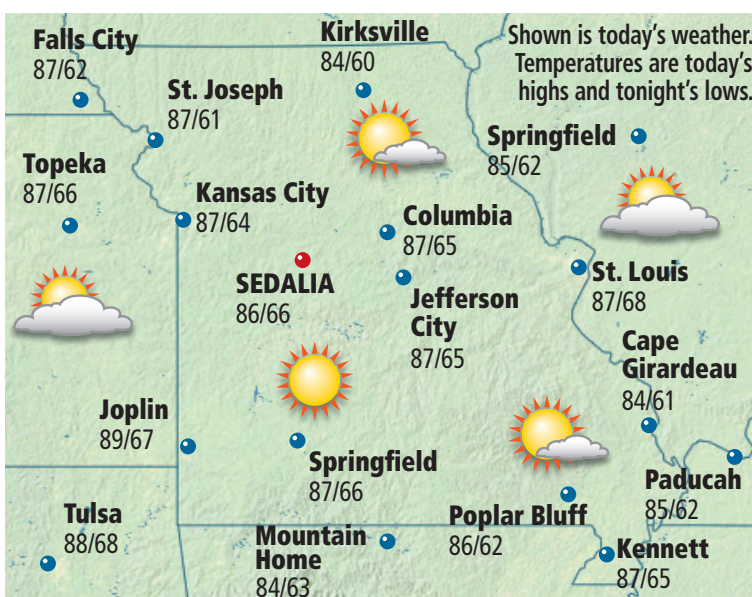 Falls City
87/62
Kirksville
84/60
Shown is today's weather.
Temperatures are today's
highs and tonight's lows.
St. Joseph
87/61
Springfield
85/62
Topeka
87/66
Kansas City
87/64
Columbia
87/65
SEDALIA
86/66
Jefferson
City
87/65
St. Louis
87/68
Cape
Girardeau
84/61
Joplin
89/67
Springfield
87/66
Paducah
85/62
Tulsa
88/68
Mountain
Home
84/63
Poplar Bluff
86/62
Kennett
87/65